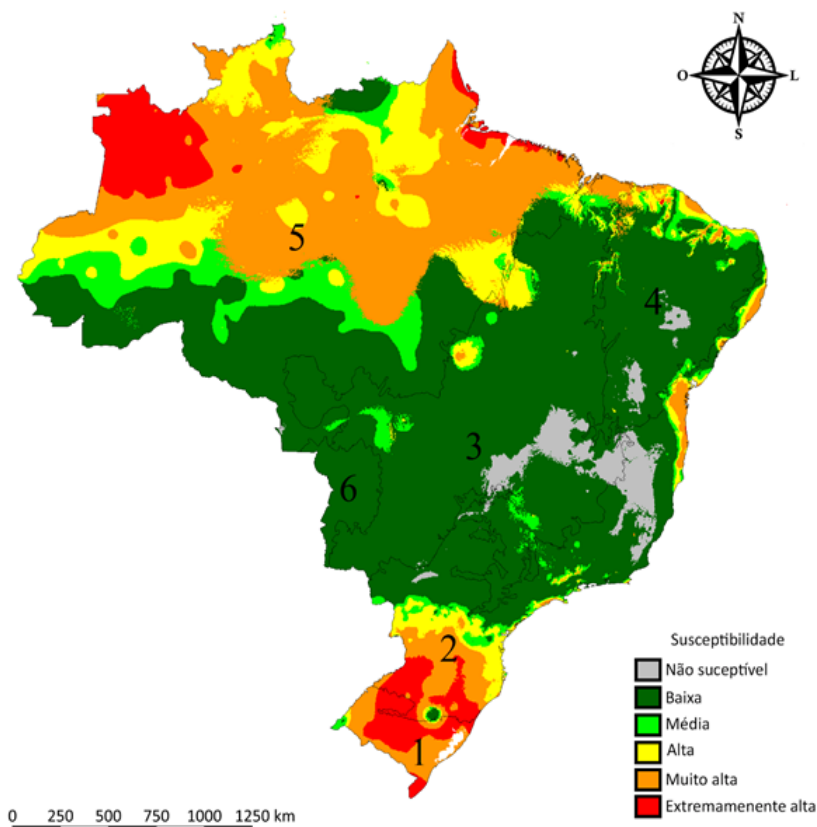 N
O L
S
5
4
3
6
2
1
Susceptibilidade
Não suceptível
Baixa
Média
Alta
Muito alta
Extremamenente alta
0 250 500 750 1000 1250 km